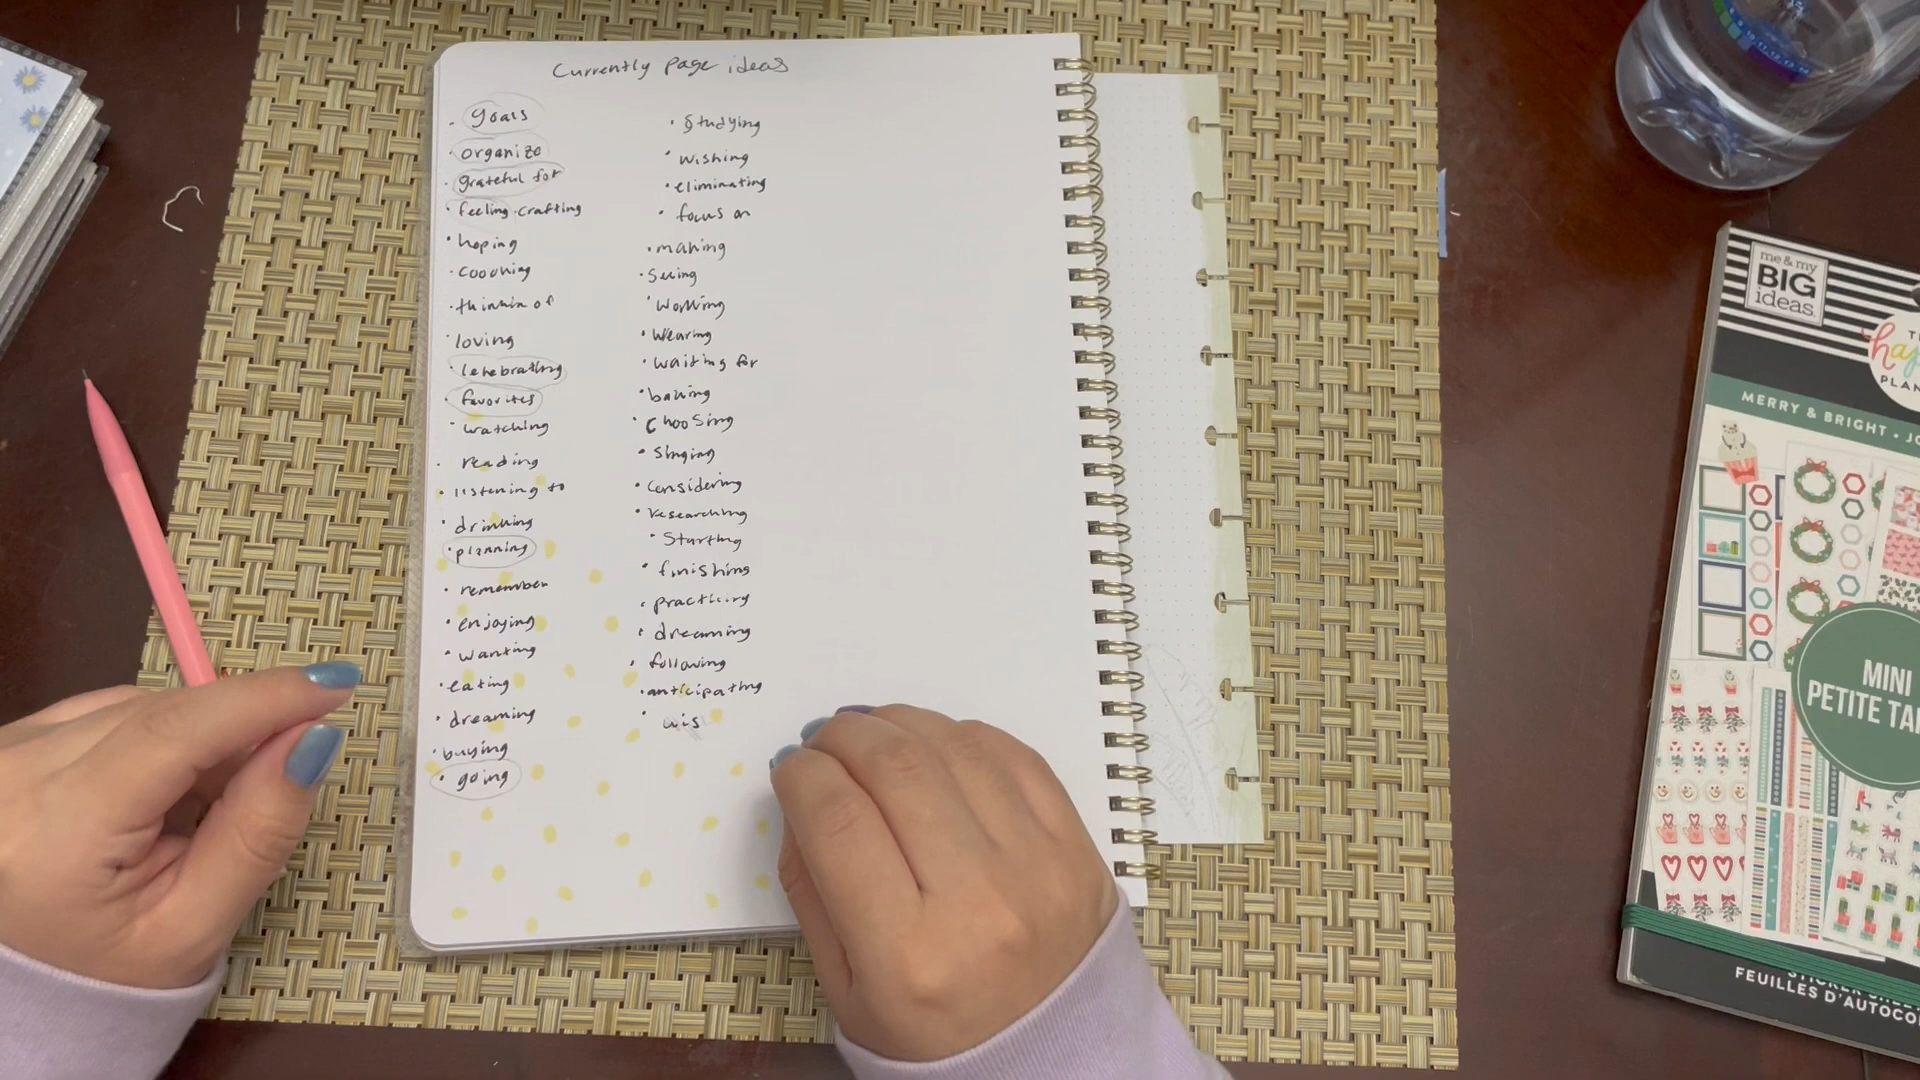 Currently page ideas
· goals
· organize
· grateful for
· feeling · crafting
· hoping
· coooking
· thinkin of
· loving
· celebrating
· favorites
· watching
· reading
· listening to
· drinking
· planning
· remember
· enjoying
· wanting
· eating
· dreaming
· buying
· going
· Studying
· wishing
· eliminating
· focus on
· making
· Seeing
· Working
· Wearing
· waiting for
· baking
· Choosing
· Singing
· Considering
· Researching
· Starting
· finishing
· practicing
· dreaming
· following
· anticipating
· wis
me & my
BIG
ideas.
MERRY & BRIGHT
MINI
FEUILLES D'AUTOCO